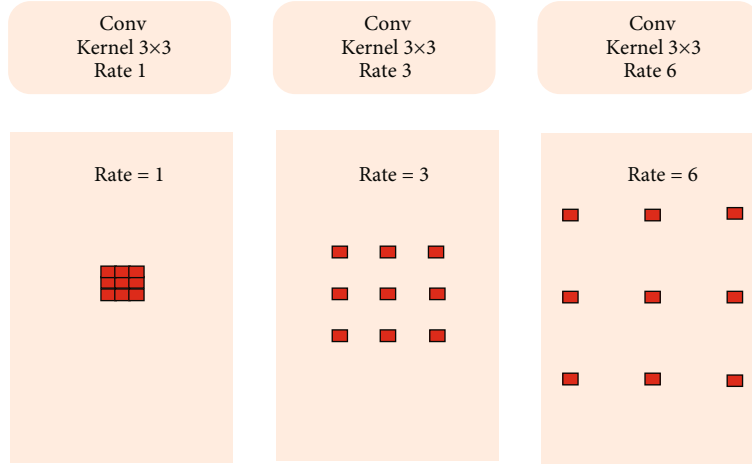 Conv
Kernel 3×3
Rate 1
Conv
Kernel 3×3
Rate 3
Conv
Kernel 3×3
Rate 6
Rate = 1
Rate = 3
Rate = 6